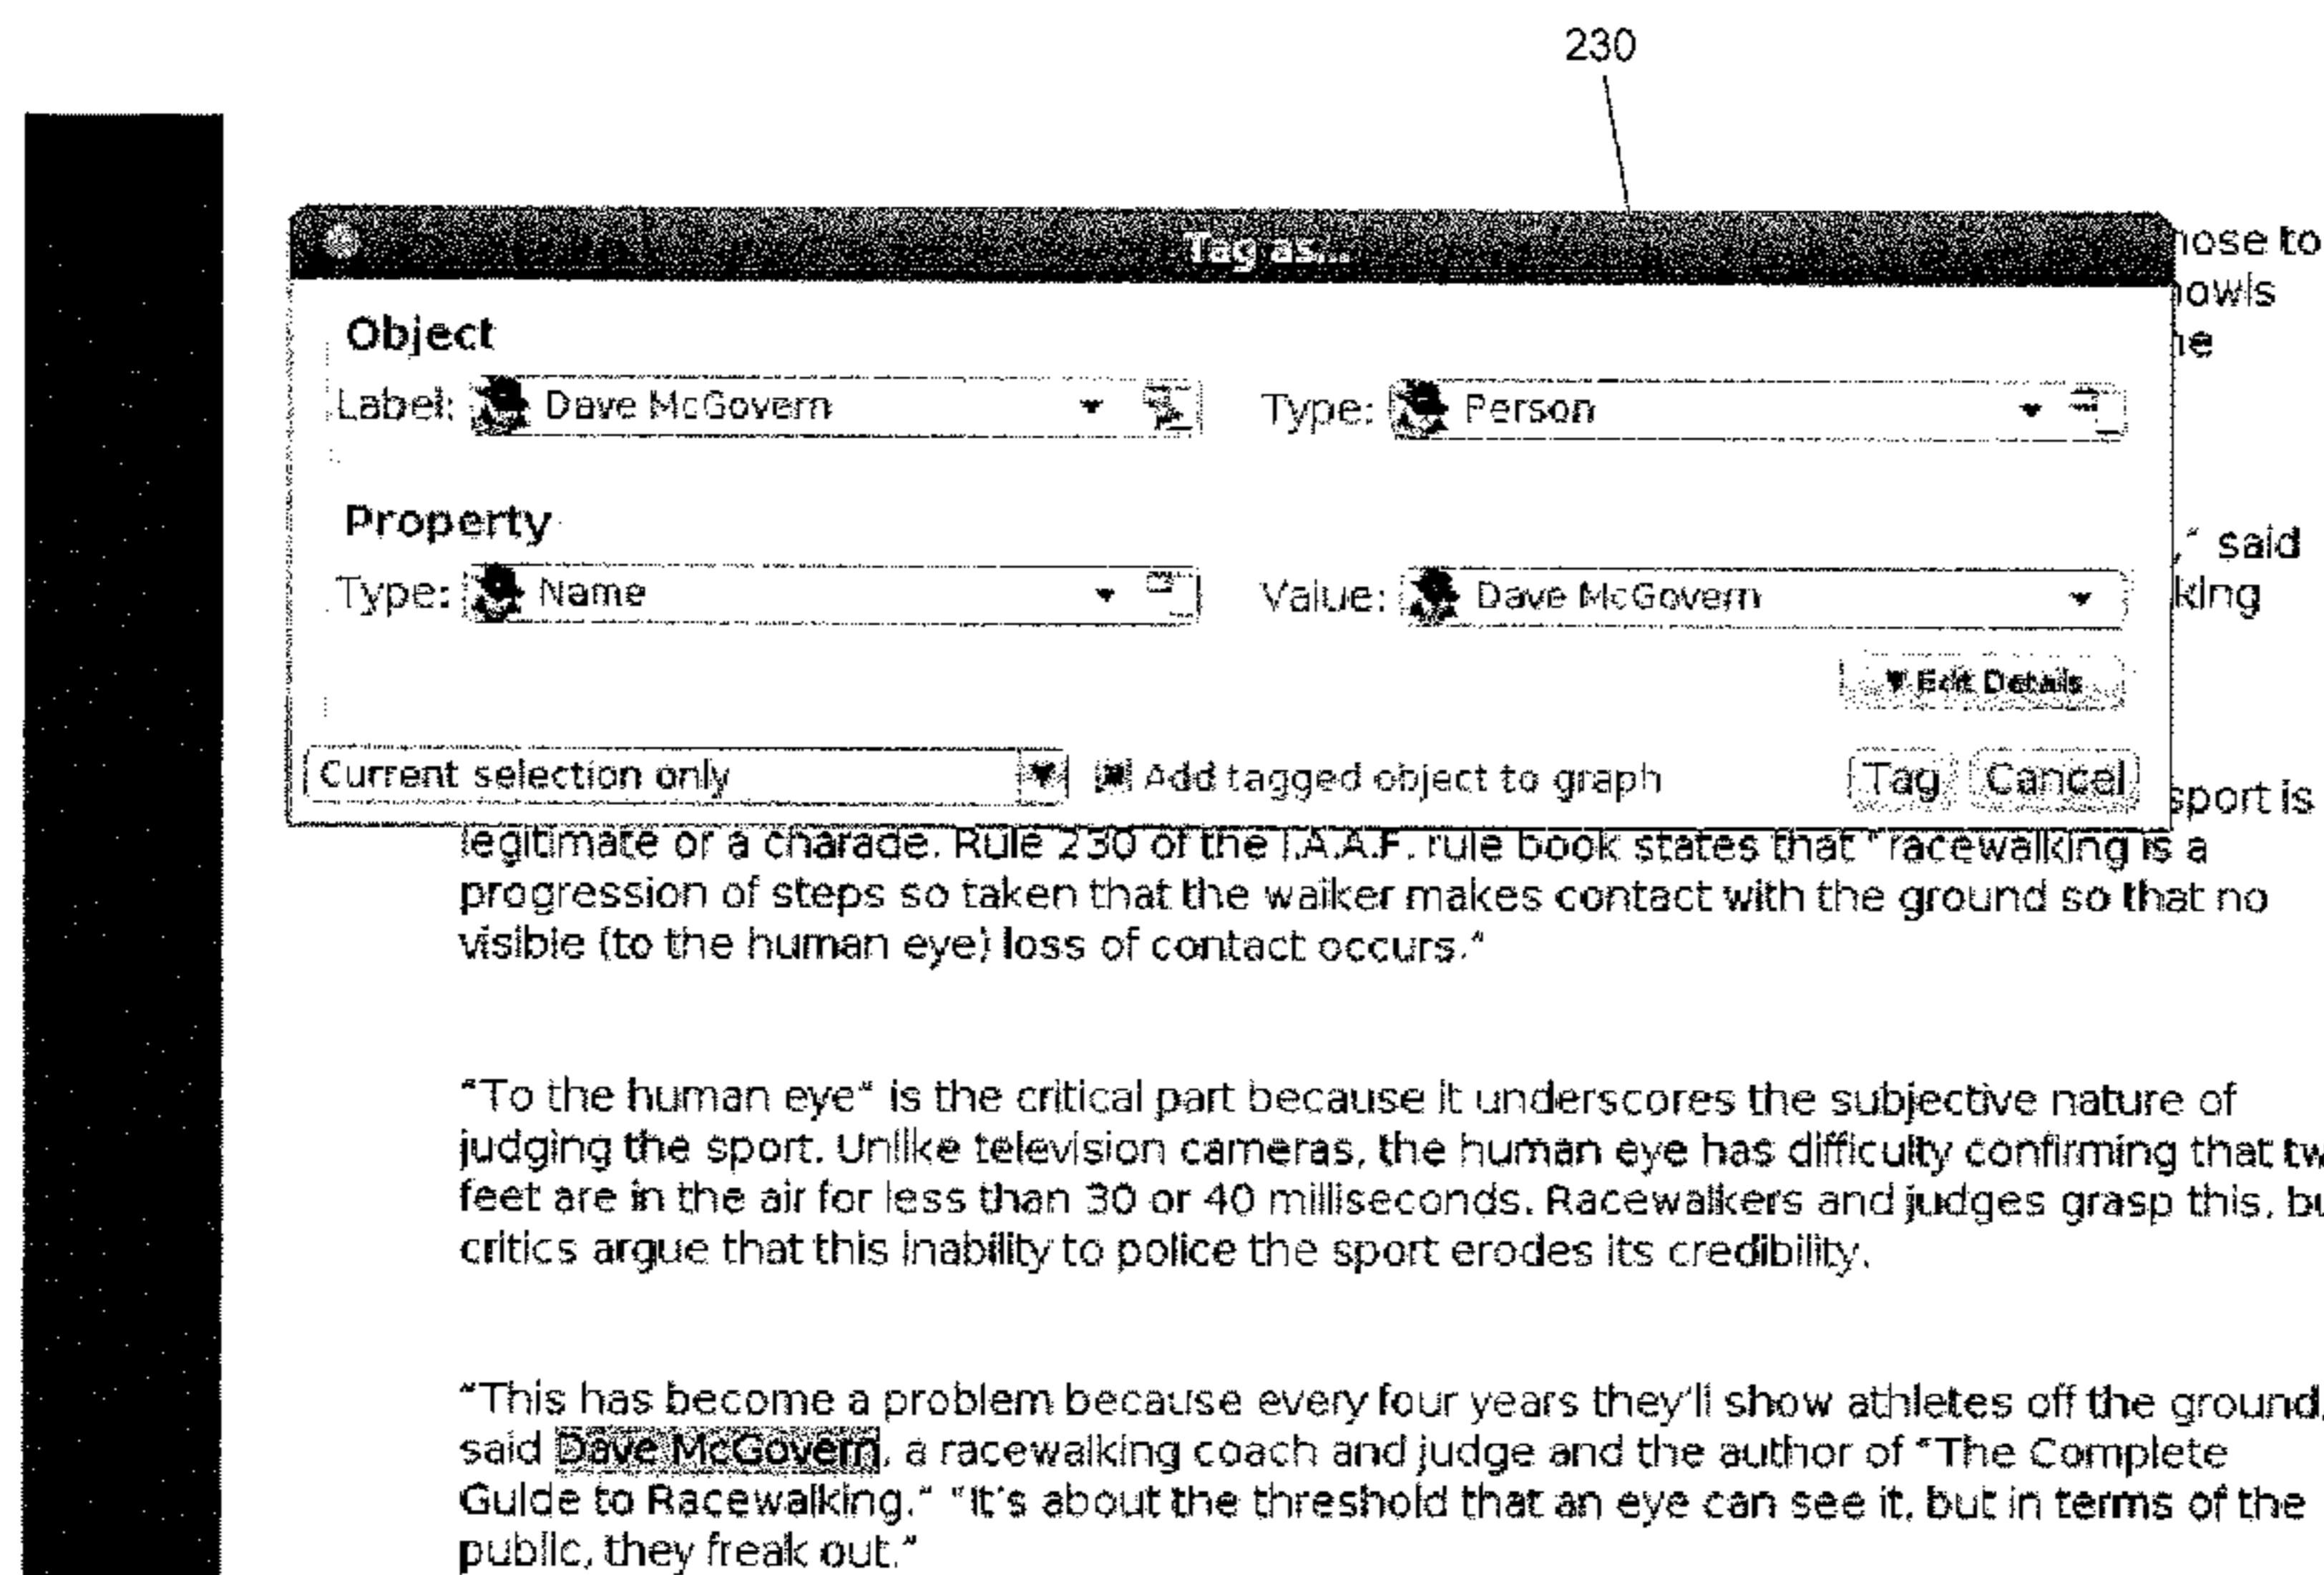 230
Tag as...
hose to
howls
he
Object
Label: Dave McGovern Type: Person
Property
," said
Type: Name Value: Dave McGovern
king
▼ Edit Details
Current selection only Add tagged object to graph Tag Cancel
sport is
legitimate or a charade. Rule 230 of the I.A.A.F. rule book states that "racewalking is a
progression of steps so taken that the walker makes contact with the ground so that no
visible (to the human eye) loss of contact occurs."
"To the human eye" is the critical part because it underscores the subjective nature of
judging the sport. Unlike television cameras, the human eye has difficulty confirming that tw
feet are in the air for less than 30 or 40 milliseconds. Racewalkers and judges grasp this, bu
critics argue that this inability to police the sport erodes its credibility.
"This has become a problem because every four years they'll show athletes off the ground,
said Dave McGovern, a racewalking coach and judge and the author of "The Complete
Guide to Racewalking." "It's about the threshold that an eye can see it, but in terms of the
public, they freak out."